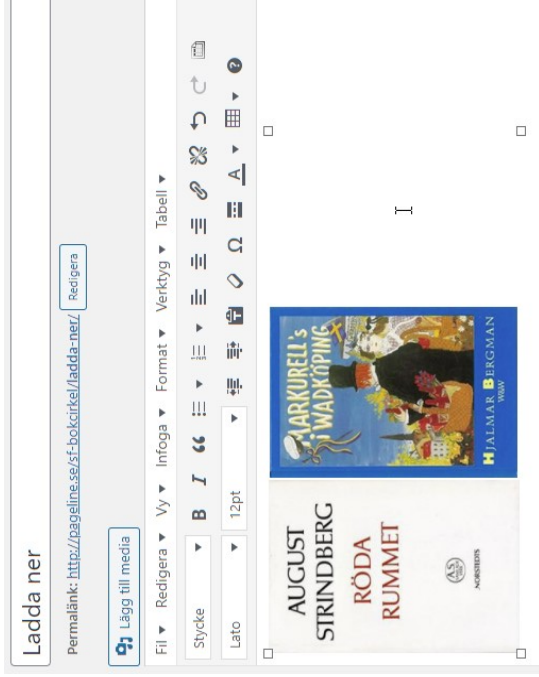 Ladda ner
Permalänk: http://pageline.se/sf-bokcirkel/ladda-ner/ Redigera
Lägg till media
Fil Redigera Vy Infoga Format Verktyg Tabell
Stycke B I
Lato 12pt Ω A
AUGUST
STRINDBERG
RÖDA
RUMMET
NORSTEDTS
MARKURELL's
i WADKÖPING
HJALMAR BERGMAN
W&W